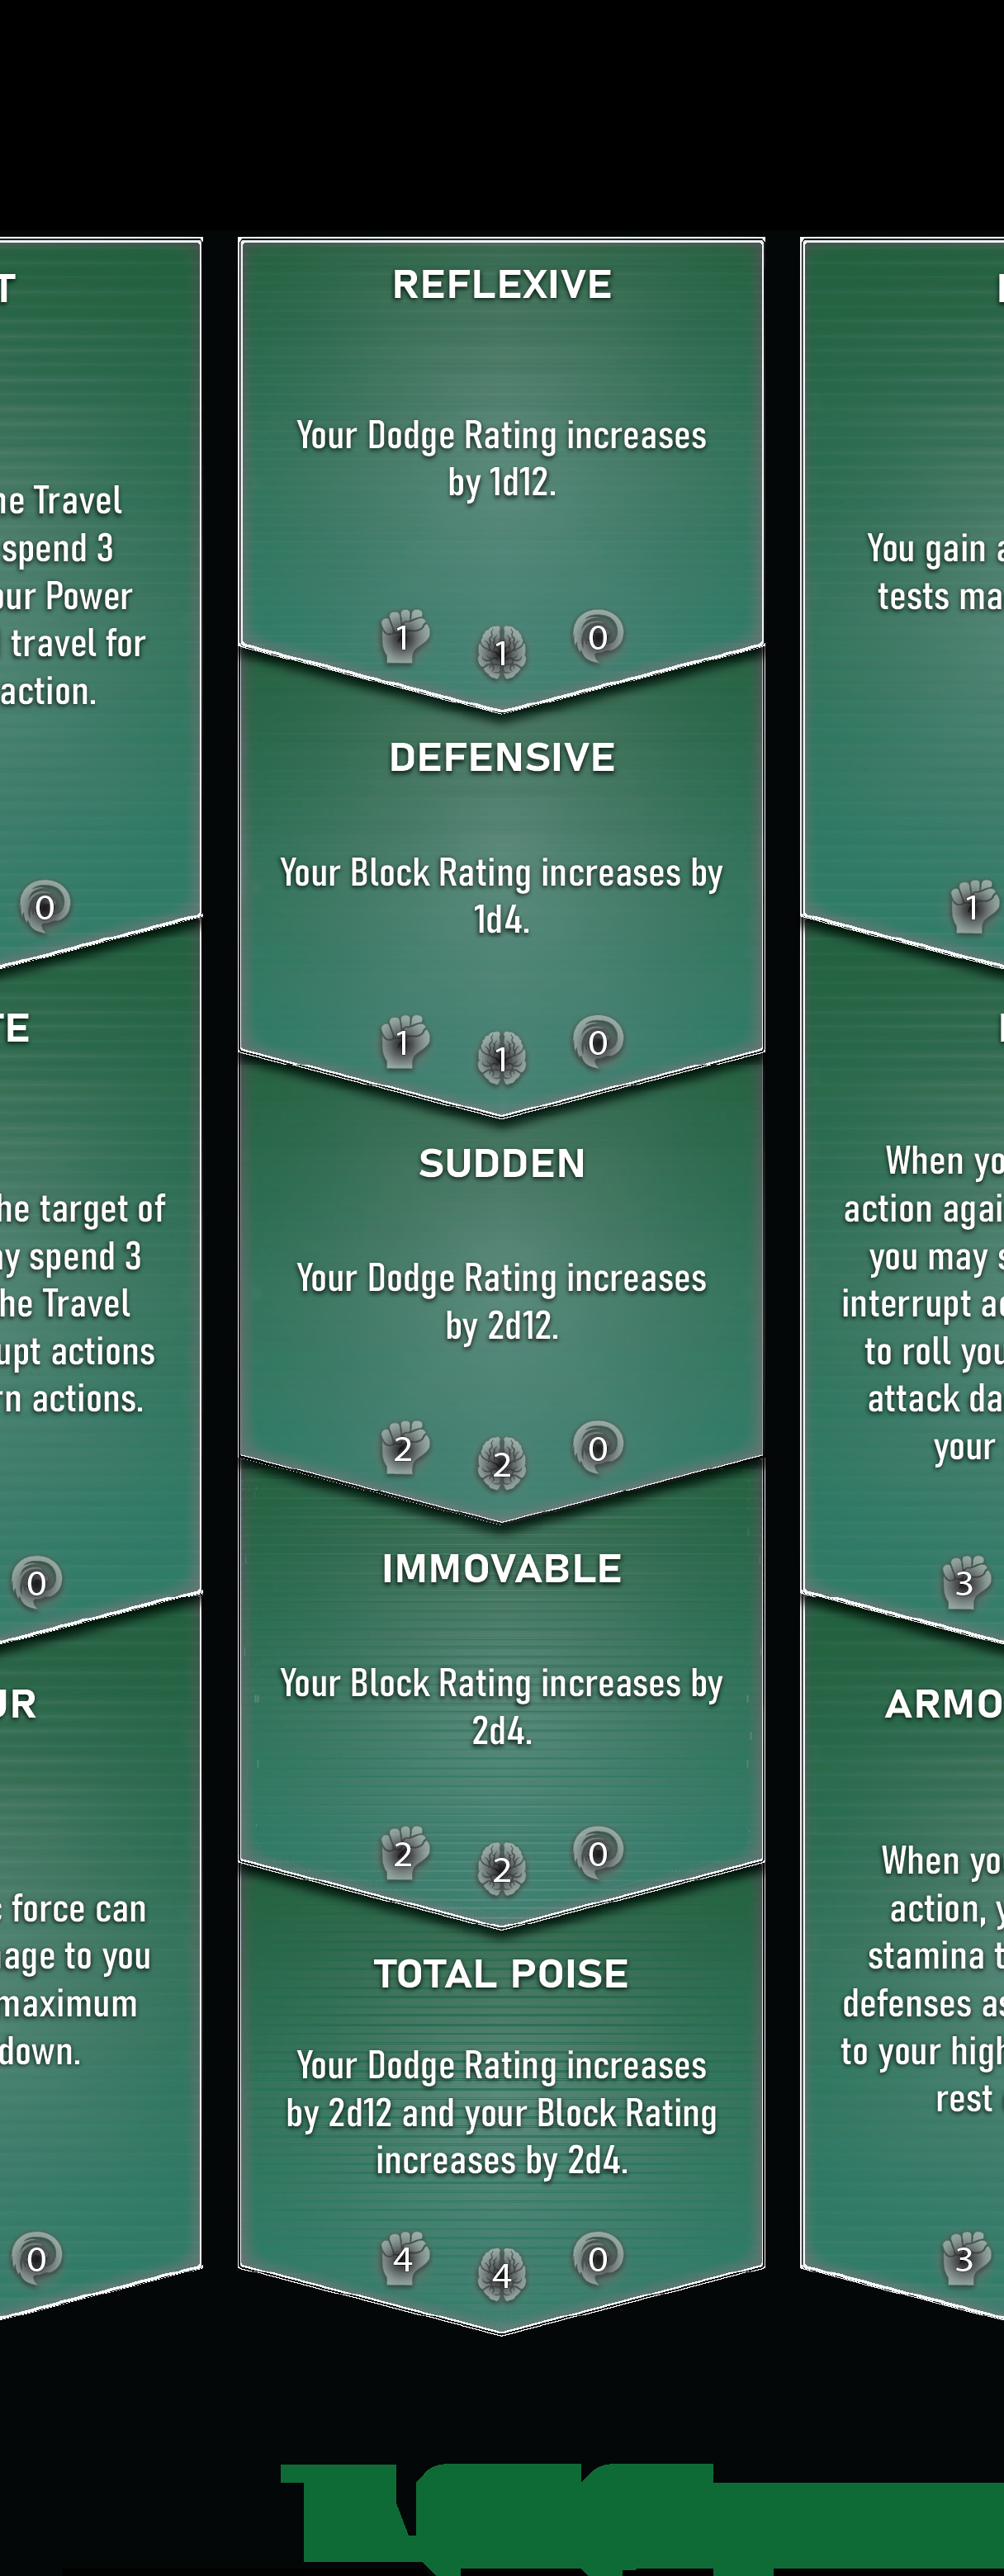 T
he Travel
spend 3
our Power
travel for
action.
0
TE
he target of
ay spend 3
he Travel
upt actions
rn actions.
0
UR
force can
age to you
maximum
down.
0
REFLEXIVE
Your Dodge Rating increases
by 1d12.
1 1 0
DEFENSIVE
Your Block Rating increases by
1d4.
1 1 0
SUDDEN
Your Dodge Rating increases
by 2d12.
2 2 0
IMMOVABLE
Your Block Rating increases by
2d4.
2 2 0
TOTAL POISE
Your Dodge Rating increases
by 2d12 and your Block Rating
increases by 2d4.
4 4 0
You gain a
tests ma
1
When yo
action agai
you may s
interrupt ac
to roll you
attack da
your
3
ARMO
When yo
action, y
stamina t
defenses as
to your high
rest
3